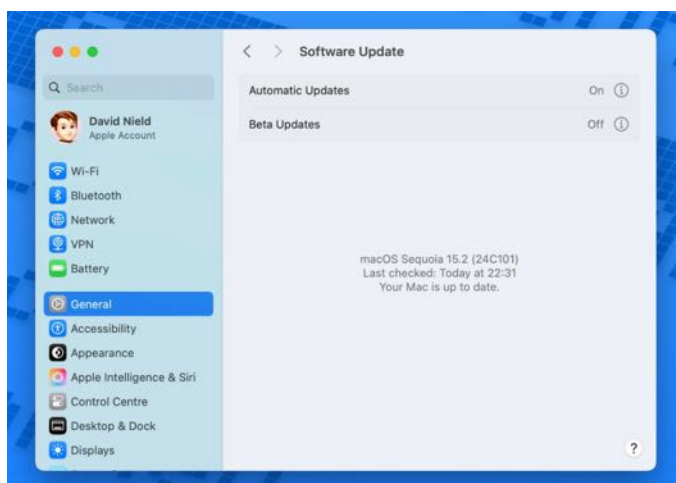 Software Update
Search
David Nield
Apple Account
Wi-Fi
Bluetooth
Network
VPN
Battery
General
Accessibility
Appearance
Apple Intelligence & Siri
Control Centre
Desktop & Dock
Displays
Automatic Updates On
Beta Updates Off
macOS Sequoia 15.2 (24C101)
Last checked: Today at 22:31
Your Mac is up to date.
?